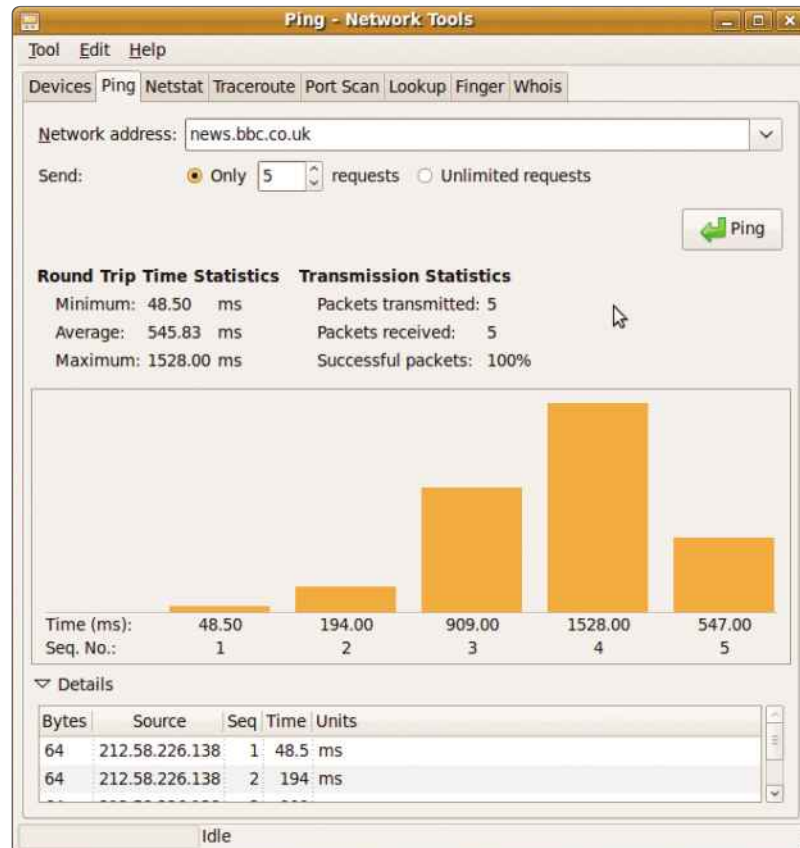 Ping - Network Tools
Tool Edit Help
Devices Ping Netstat Traceroute Port Scan Lookup Finger Whois
Network address: news.bbc.co.uk
Send: Only 5 requests Unlimited requests
Ping
Round Trip Time Statistics Transmission Statistics
Minimum: 48.50 ms Packets transmitted: 5
Average: 545.83 ms Packets received: 5
Maximum: 1528.00 ms Successful packets: 100%
Time (ms): 48.50 194.00 909.00 1528.00 547.00
Seq. No.: 1 2 3 4 5
Details
Bytes Source Seq Time Units
64 212.58.226.138 1 48.5 ms
64 212.58.226.138 2 194 ms
Idle